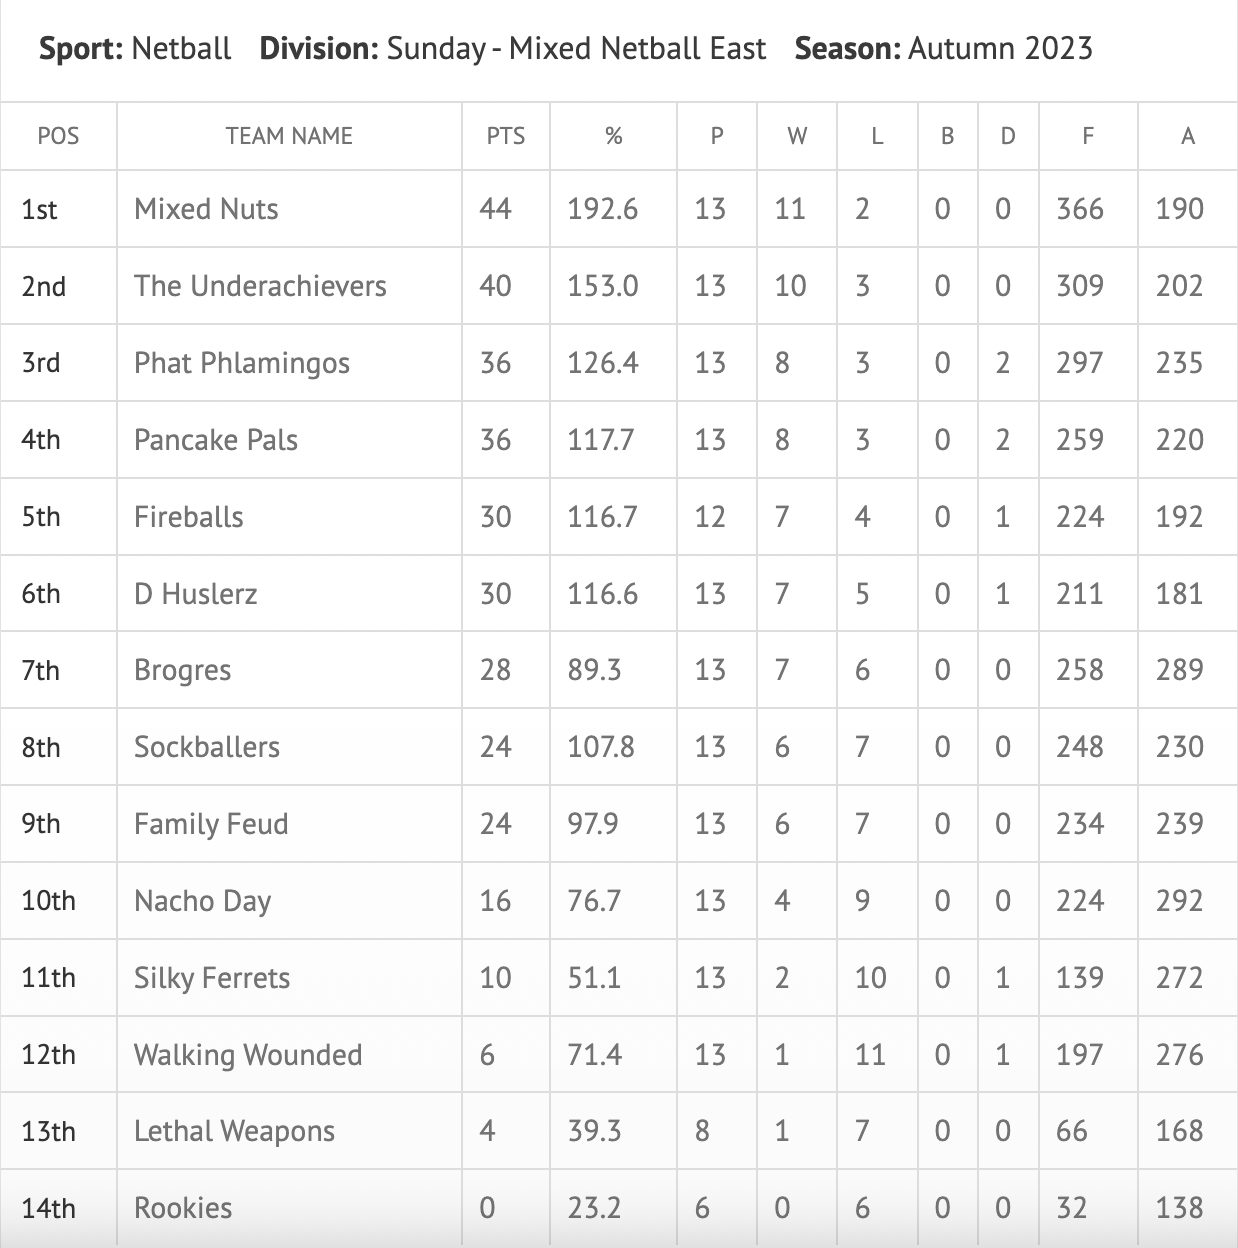 Sport: Netball Division: Sunday - Mixed Netball East Season: Autumn 2023
POS TEAM NAME PTS % P W L B D F A
1st Mixed Nuts 44 192.6 13 11 2 0 0 366 190
2nd The Underachievers 40 153.0 13 10 3 0 0 309 202
3rd Phat Phlamingos 36 126.4 13 8 3 0 2 297 235
4th Pancake Pals 36 117.7 13 8 3 0 2 259 220
5th Fireballs 30 116.7 12 7 4 0 1 224 192
6th D Huslerz 30 116.6 13 7 5 0 1 211 181
7th Brogres 28 89.3 13 7 6 0 0 258 289
8th Sockballers 24 107.8 13 6 7 0 0 248 230
9th Family Feud 24 97.9 13 6 7 0 0 234 239
10th Nacho Day 16 76.7 13 4 9 0 0 224 292
11th Silky Ferrets 10 51.1 13 2 10 0 1 139 272
12th Walking Wounded 6 71.4 13 1 11 0 1 197 276
13th Lethal Weapons 4 39.3 8 1 7 0 0 66 168
14th Rookies 0 23.2 6 0 6 0 0 32 138